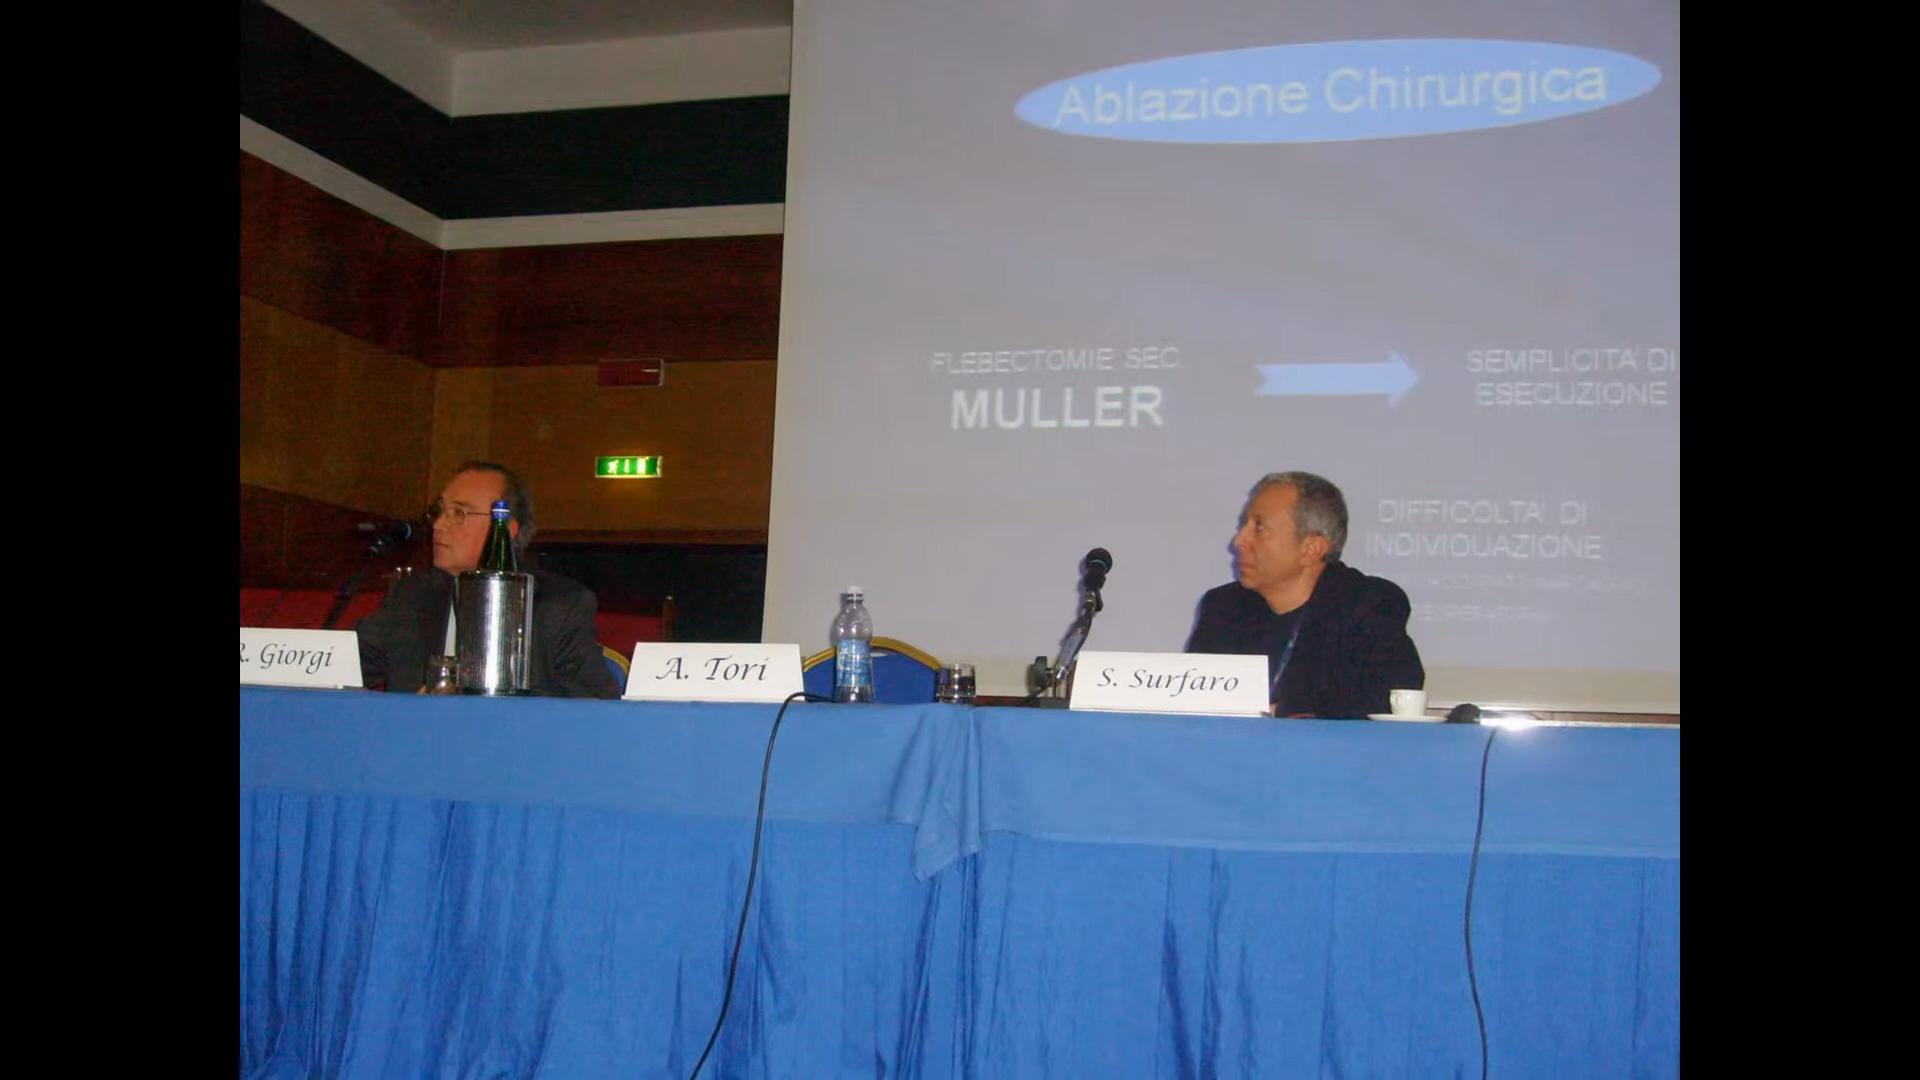 Ablazione Chirurgica
FLEBECTOMIE SEC.
MULLER
SEMPLICITA' DI
ESECUZIONE
DIFFICOLTA' DI
INDIVIDUAZIONE
R. Giorgi
A. Tori
S. Surfaro